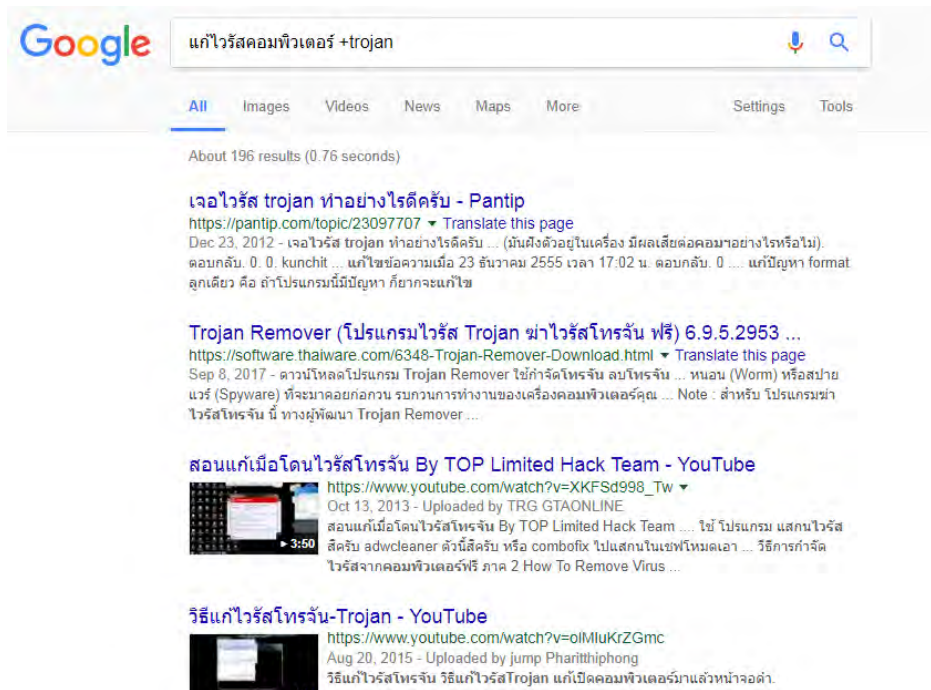 Google
แก้ไวรัสคอมพิวเตอร์ +trojan
All Images Videos News Maps More Settings Tools
About 196 results (0.76 seconds)
เจอไวรัส trojan ทำอย่างไรดีครับ - Pantip
https://pantip.com/topic/23097707 ▼ Translate this page
Dec 23, 2012 - เจอไวรัส trojan ทำอย่างไรดีครับ ... (มันฝังตัวอยู่ในเครื่อง มีผลเสียต่อคอมฯอย่างไรหรือไม่).
ตอบกลับ. 0. 0. kunchit ... แก้ไขข้อความเมื่อ 23 ธันวาคม 2555 เวลา 17:02 น. ตอบกลับ. 0 .... แก้ปัญหา format
ลูกเดียว คือ ถ้าโปรแกรมนี้มีปัญหา ก็ยากจะแก้ไข
Trojan Remover (โปรแกรมไวรัส Trojan ฆ่าไวรัสโทรจัน ฟรี) 6.9.5.2953 ...
https://software.thaiware.com/6348-Trojan-Remover-Download.html ▼ Translate this page
Sep 8, 2017 - ดาวน์โหลดโปรแกรม Trojan Remover ใช้กำจัดโทรจัน ลบโทรจัน ... หนอน (Worm) หรือสปาย
แวร์ (Spyware) ที่จะมาคอยก่อกวน รบกวนการทำงานของเครื่องคอมพิวเตอร์คุณ ... Note : สำหรับ โปรแกรมฆ่า
ไวรัสโทรจัน นี้ ทางผู้พัฒนา Trojan Remover ...
สอนแก้เมื่อโดนไวรัสโทรจัน By TOP Limited Hack Team - YouTube
https://www.youtube.com/watch?v=XKFSd998_Tw ▼
Oct 13, 2013 - Uploaded by TRG GTAONLINE
สอนแก้เมื่อโดนไวรัสโทรจัน By TOP Limited Hack Team .... ใช้ โปรแกรม แสกนไวรัส
3:50 สิครับ adwcleaner ตัวนี้สิครับ หรือ combofix ไปแสกนในเซฟโหมดเอา ... วิธีการกำจัด
ไวรัสจากคอมพิวเตอร์ฟรี ภาค 2 How To Remove Virus ...
วิธีแก้ไวรัสโทรจัน-Trojan - YouTube
https://www.youtube.com/watch?v=olMluKrZGmc
Aug 20, 2015 - Uploaded by jump Pharitthiphong
วิธีแก้ไวรัสโทรจัน วิธีแก้ไวรัสTrojan แก้เปิดคอมพิวเตอร์มาแล้วหน้าจอดำ.